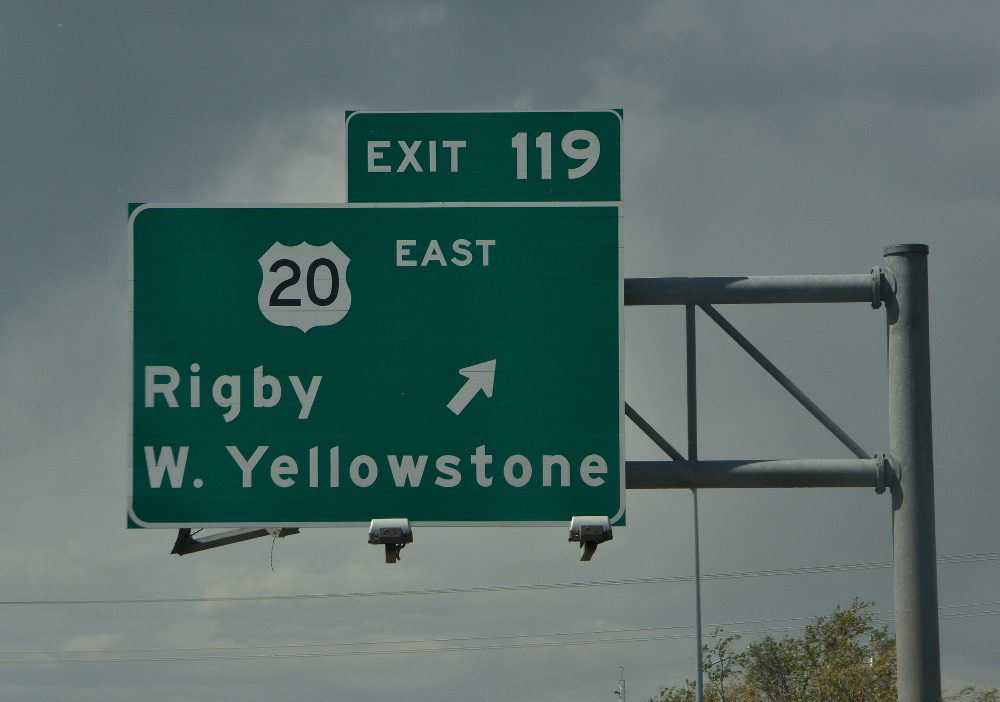 EXIT 119
20 EAST
Rigby
W. Yellowstone